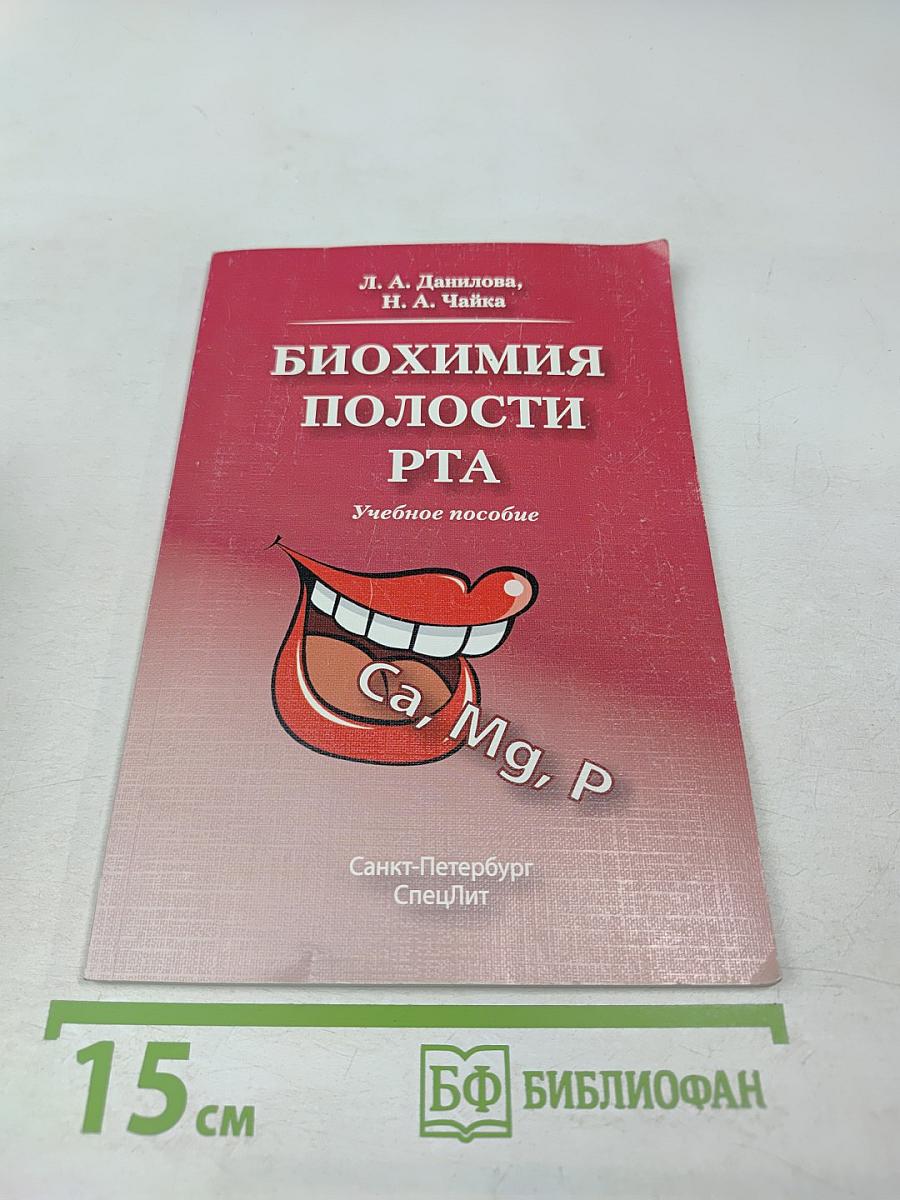 Л. А. Данилова,
Н. А. Чайка
БИОХИМИЯ
ПОЛОСТИ
РТА
Учебное пособие
Ca, Mg, P
Санкт-Петербург
СпецЛит
15 см
БФ БИБЛИОФАН